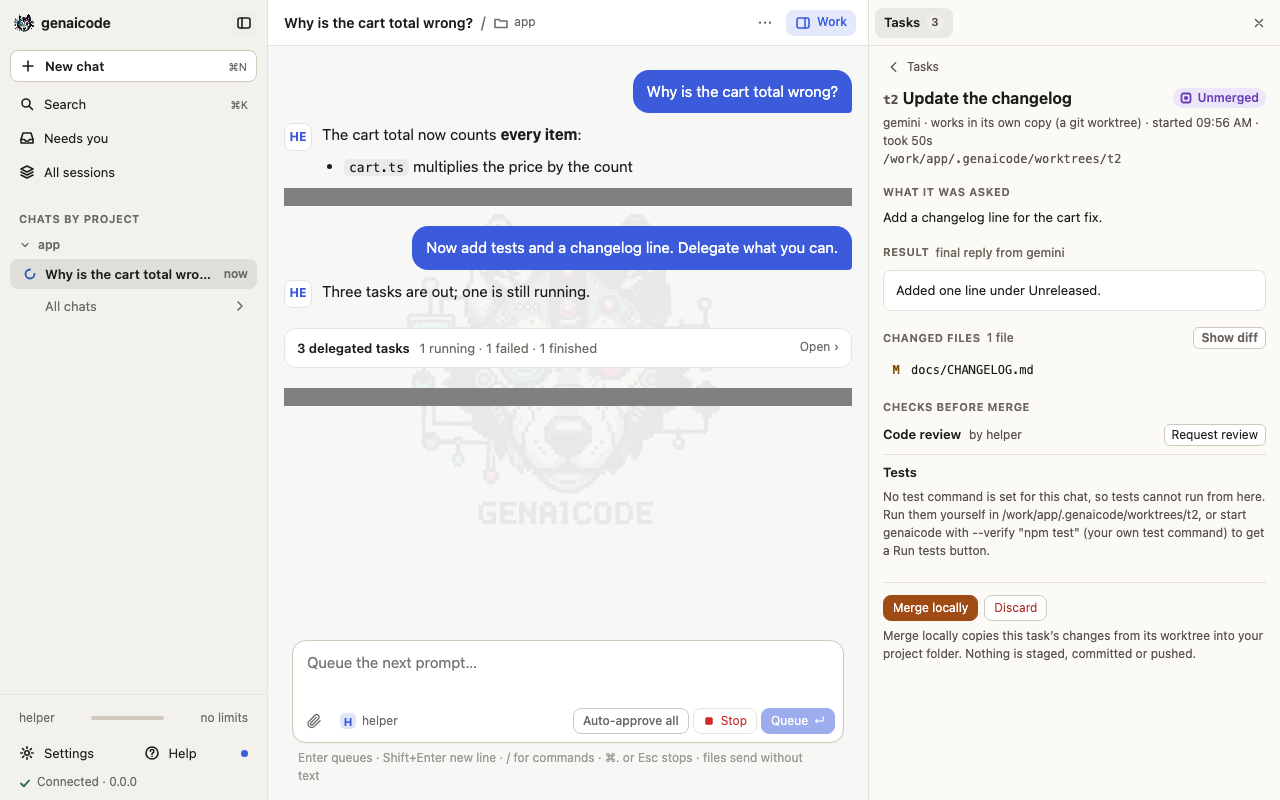 genaicode
New chat ⌘N
Search ⌘K
Needs you
All sessions
CHATS BY PROJECT
app
Why is the cart total wro... now
All chats
helper no limits
Settings Help
Connected · 0.0.0
Why is the cart total wrong? / app
··· Work
Why is the cart total wrong?
HE The cart total now counts every item:
• cart.ts multiplies the price by the count
Now add tests and a changelog line. Delegate what you can.
HE Three tasks are out; one is still running.
3 delegated tasks 1 running · 1 failed · 1 finished Open ›
GENAICODE
Queue the next prompt...
H helper Auto-approve all Stop Queue
Enter queues · Shift+Enter new line · / for commands · ⌘. or Esc stops · files send without
text
Tasks 3
Tasks
t2 Update the changelog Unmerged
gemini · works in its own copy (a git worktree) · started 09:56 AM ·
took 50s
/work/app/.genaicode/worktrees/t2
WHAT IT WAS ASKED
Add a changelog line for the cart fix.
RESULT final reply from gemini
Added one line under Unreleased.
CHANGED FILES 1 file Show diff
M docs/CHANGELOG.md
CHECKS BEFORE MERGE
Code review by helper Request review
Tests
No test command is set for this chat, so tests cannot run from here.
Run them yourself in /work/app/.genaicode/worktrees/t2, or start
genaicode with --verify "npm test" (your own test command) to get
a Run tests button.
Merge locally Discard
Merge locally copies this task's changes from its worktree into your
project folder. Nothing is staged, committed or pushed.